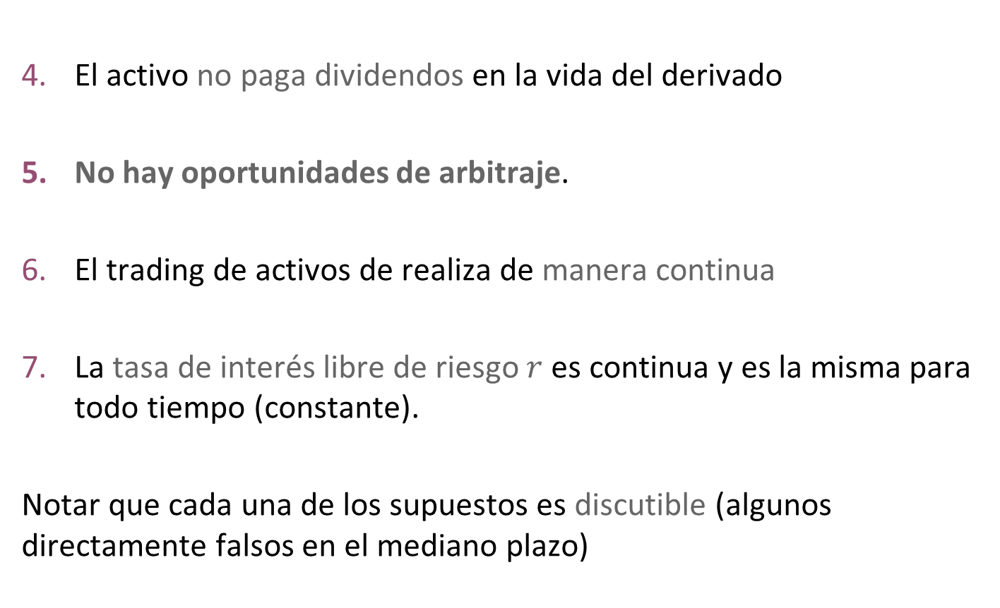 4. El activo no paga dividendos en la vida del derivado
5. No hay oportunidades de arbitraje.
6. El trading de activos de realiza de manera continua
7. La tasa de interés libre de riesgo r es continua y es la misma para
todo tiempo (constante).
Notar que cada una de los supuestos es discutible (algunos
directamente falsos en el mediano plazo)